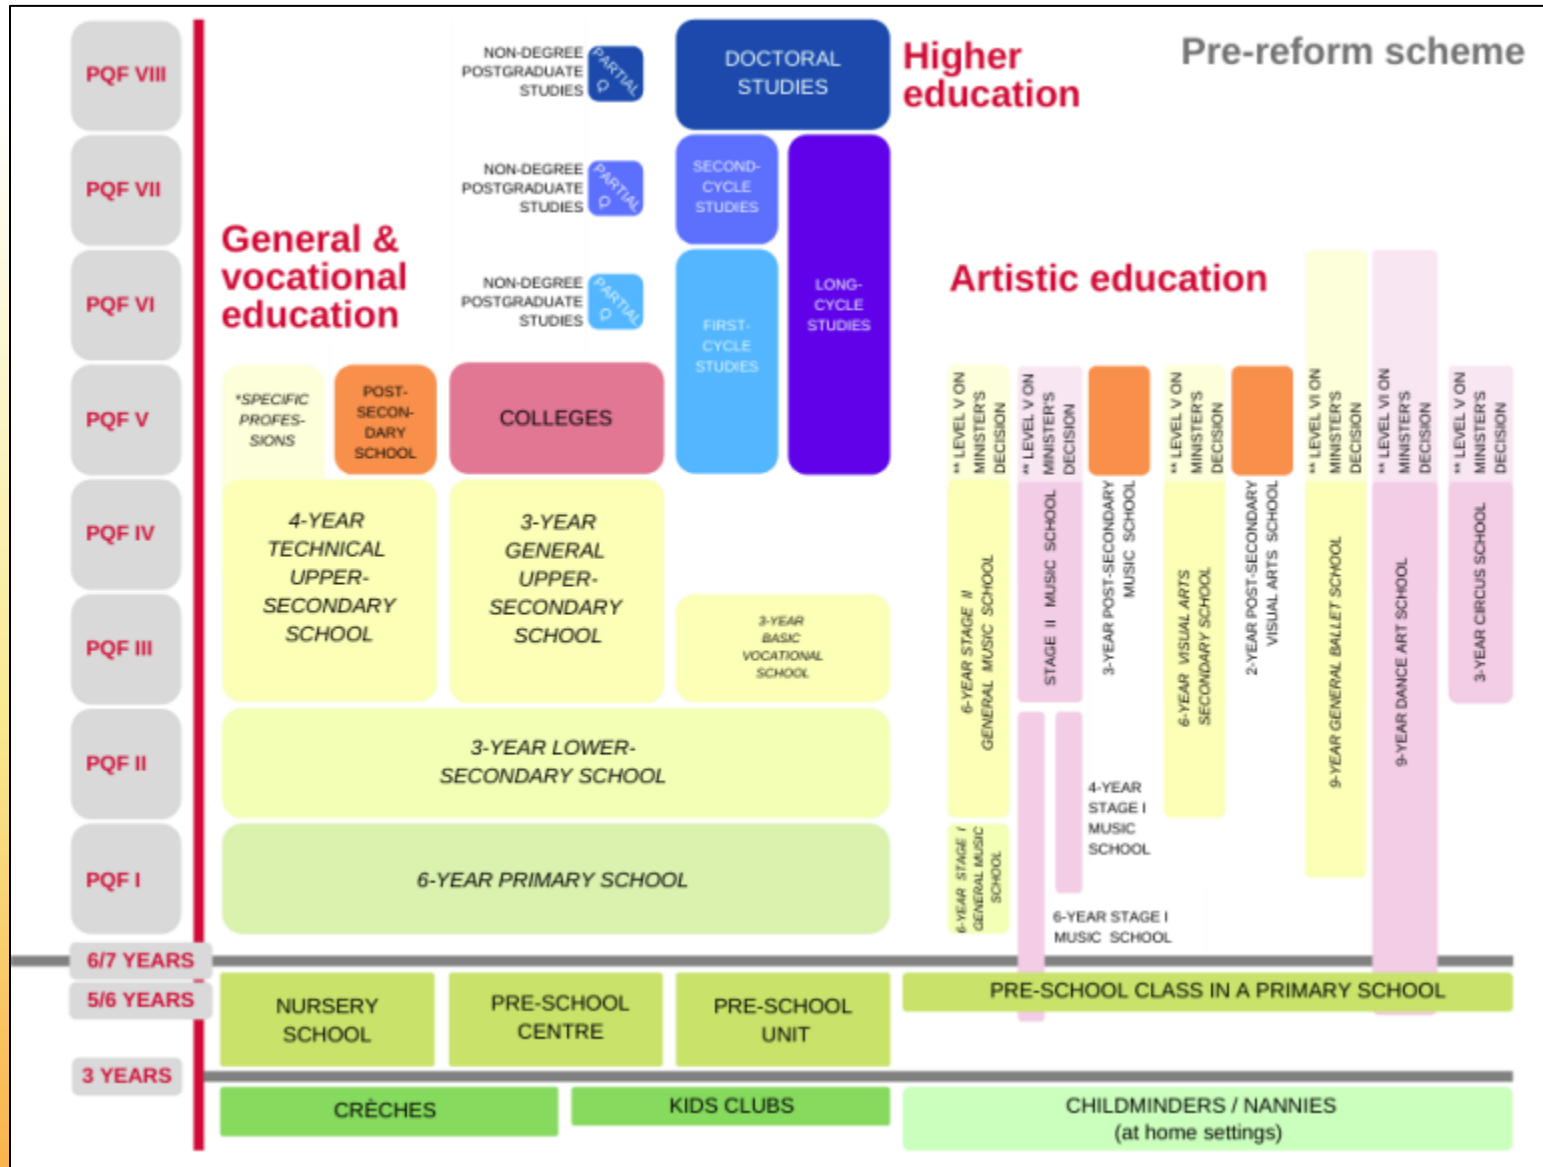 Pre-reform scheme
Higher
education
General &
vocational
education
Artistic education
PQF VIII
PQF VII
PQF VI
PQF V
PQF IV
PQF III
PQF II
PQF I
6/7 YEARS
5/6 YEARS
3 YEARS
NON-DEGREE
POSTGRADUATE
STUDIES
PARTIAL
Q
DOCTORAL
STUDIES
NON-DEGREE
POSTGRADUATE
STUDIES
PARTIAL
Q
SECOND-
CYCLE
STUDIES
NON-DEGREE
POSTGRADUATE
STUDIES
PARTIAL
Q
FIRST-
CYCLE
STUDIES
LONG-
CYCLE
STUDIES
*SPECIFIC
PROFES-
SIONS
POST-
SECON-
DARY
SCHOOL
COLLEGES
4-YEAR
TECHNICAL
UPPER-
SECONDARY
SCHOOL
3-YEAR
GENERAL
UPPER-
SECONDARY
SCHOOL
3-YEAR
BASIC
VOCATIONAL
SCHOOL
3-YEAR LOWER-
SECONDARY SCHOOL
6-YEAR PRIMARY SCHOOL
** LEVEL V ON
MINISTER'S
DECISION
6-YEAR STAGE II
GENERAL MUSIC SCHOOL
6-YEAR STAGE I
GENERAL MUSIC
SCHOOL
** LEVEL V ON
MINISTER'S
DECISION
STAGE II MUSIC SCHOOL
4-YEAR
STAGE I
MUSIC
SCHOOL
6-YEAR STAGE I
MUSIC SCHOOL
3-YEAR POST-SECONDARY
MUSIC SCHOOL
** LEVEL V ON
MINISTER'S
DECISION
6-YEAR VISUAL ARTS
SECONDARY SCHOOL
2-YEAR POST-SECONDARY
VISUAL ARTS SCHOOL
** LEVEL VI ON
MINISTER'S
DECISION
9-YEAR GENERAL BALLET SCHOOL
** LEVEL VI ON
MINISTER'S
DECISION
9-YEAR DANCE ART SCHOOL
** LEVEL V ON
MINISTER'S
DECISION
3-YEAR CIRCUS SCHOOL
NURSERY
SCHOOL
PRE-SCHOOL
CENTRE
PRE-SCHOOL
UNIT
PRE-SCHOOL CLASS IN A PRIMARY SCHOOL
CRÈCHES
KIDS CLUBS
CHILDMINDERS / NANNIES
(at home settings)